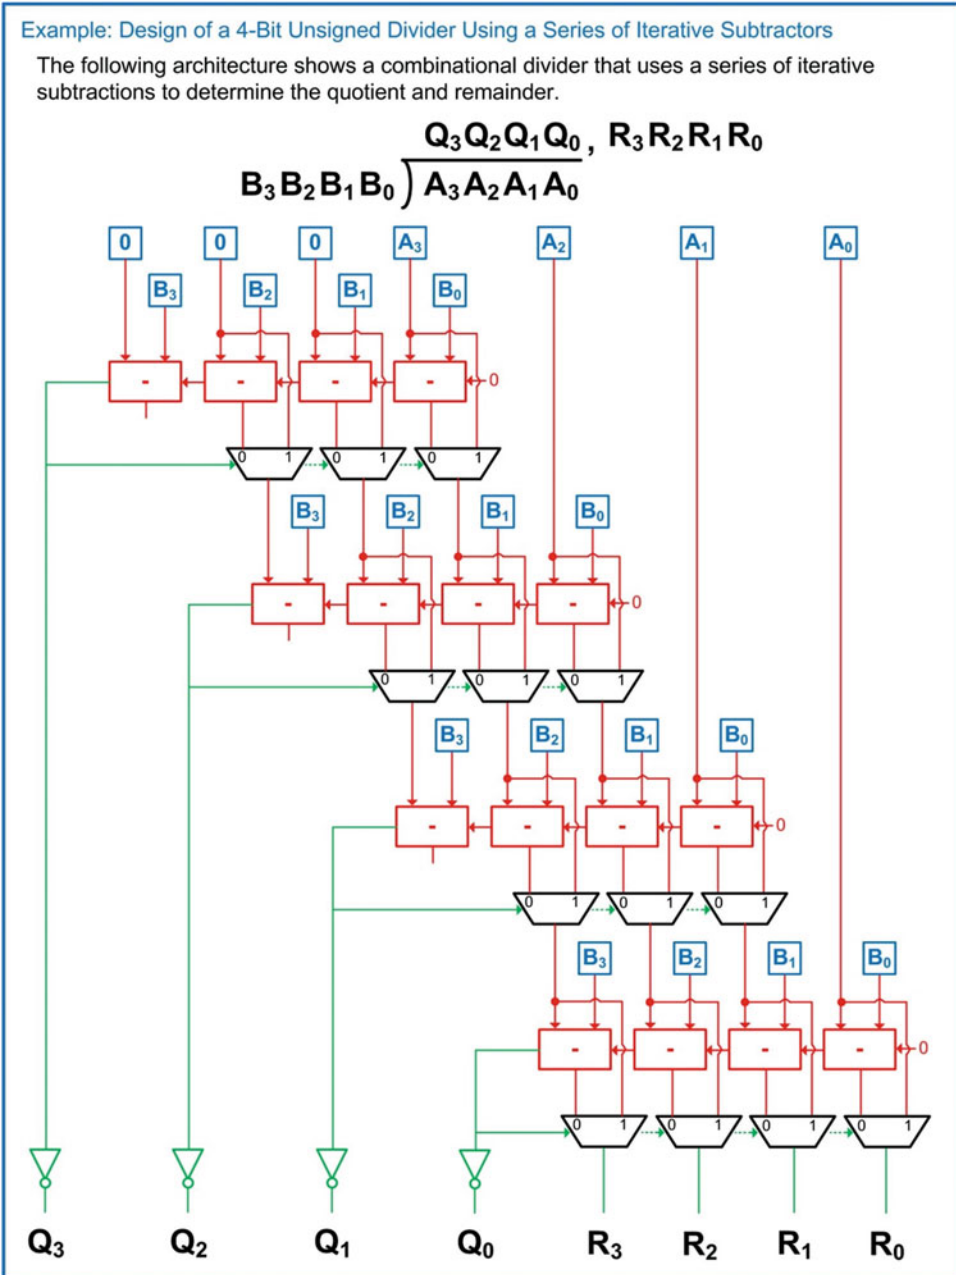 Example: Design of a 4-Bit Unsigned Divider Using a Series of Iterative Subtractors
The following architecture shows a combinational divider that uses a series of iterative
subtractions to determine the quotient and remainder.
Q₃Q₂Q₁Q₀, R₃R₂R₁R₀
B₃B₂B₁B₀) A₃A₂A₁A₀
0 0 0 A₃ A₂ A₁ A₀
B₃ B₂ B₁ B₀
- - - - 0
0 1 0 1 0 1
B₃ B₂ B₁ B₀
- - - - 0
0 1 0 1 0 1
B₃ B₂ B₁ B₀
- - - - 0
0 1 0 1 0 1
B₃ B₂ B₁ B₀
- - - - 0
0 1 0 1 0 1 0 1
Q₃ Q₂ Q₁ Q₀ R₃ R₂ R₁ R₀